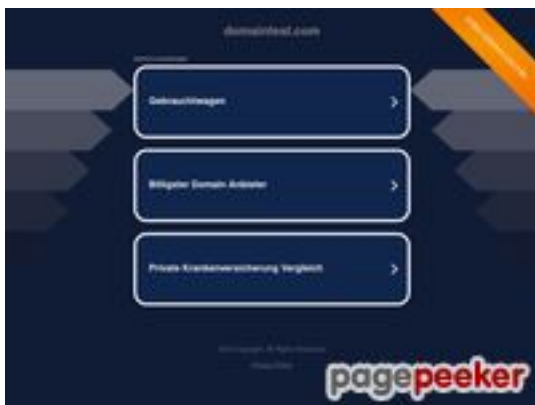 domaintest.com
Gebrauchtwagen
Billigster Domain Anbieter
Private Krankenversicherung Vergleich
pagepeeker